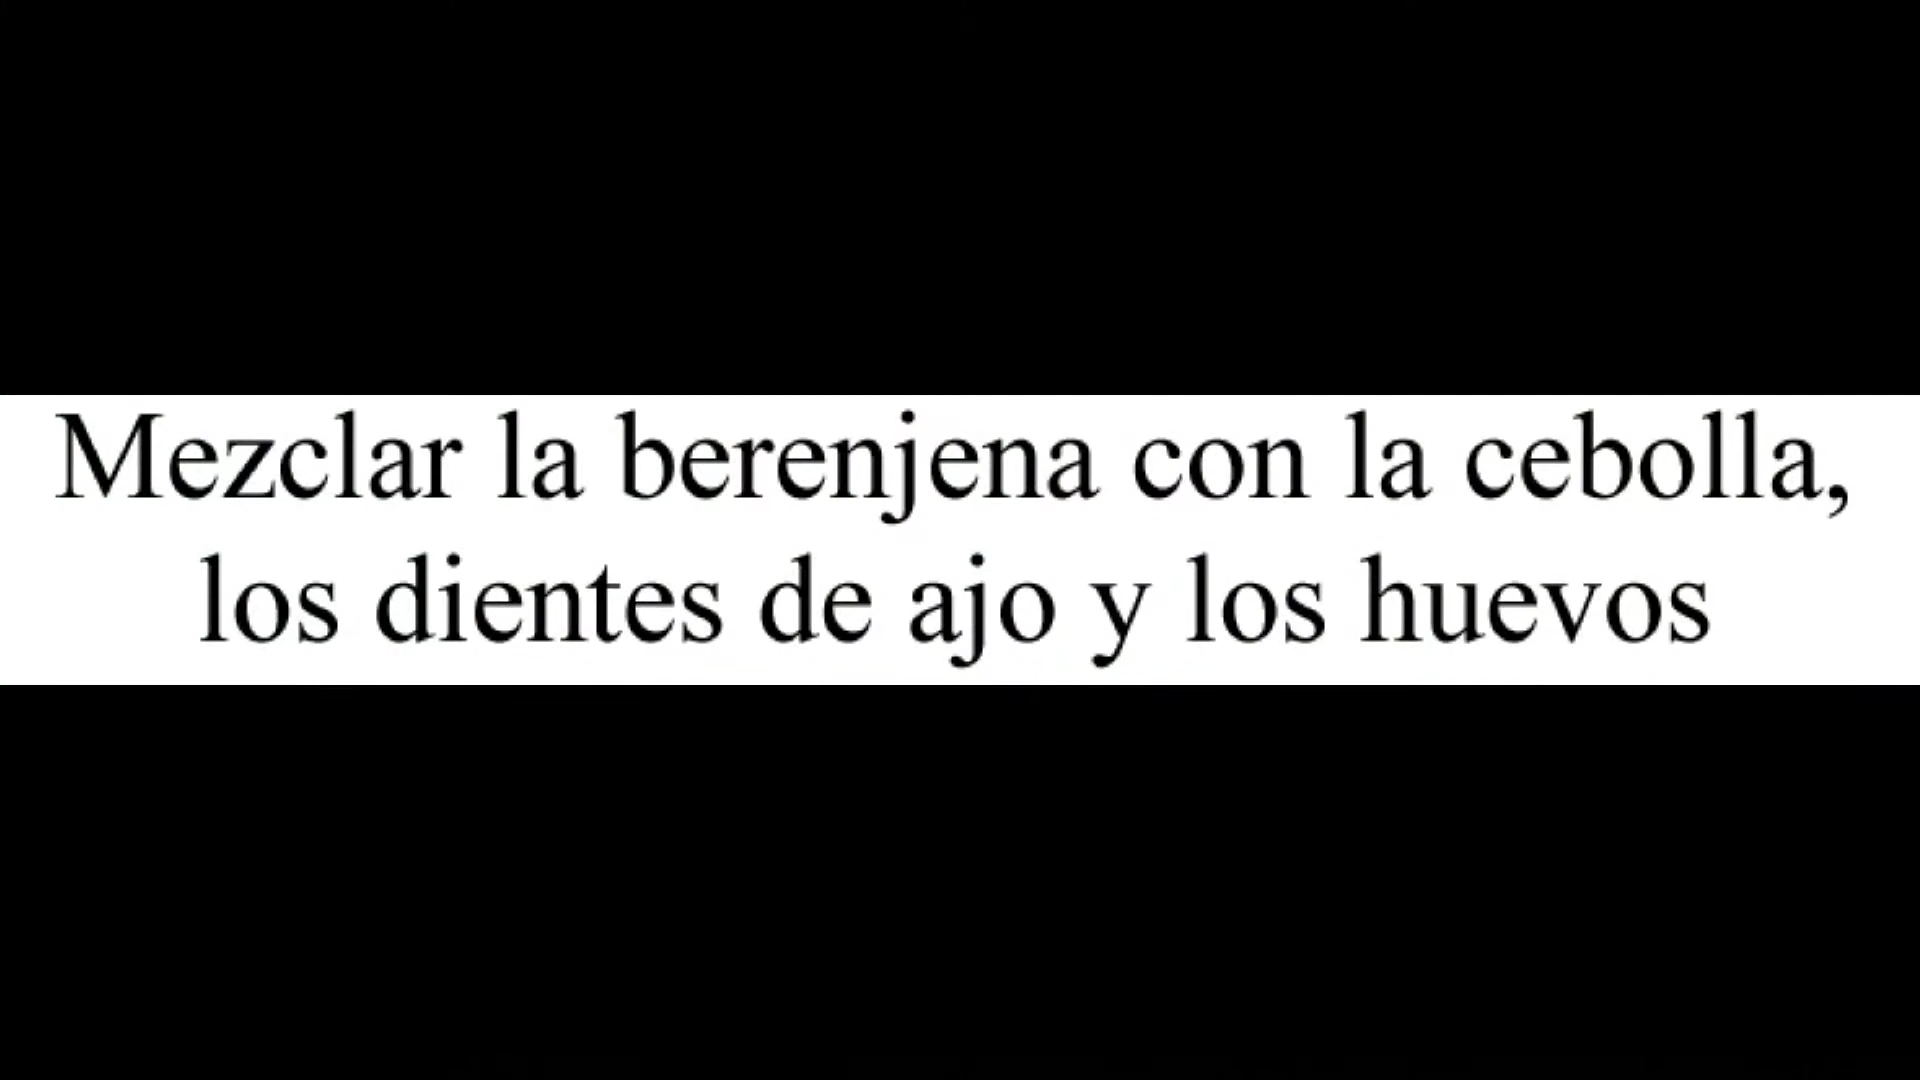 Mezclar la berenjena con la cebolla,
los dientes de ajo y los huevos